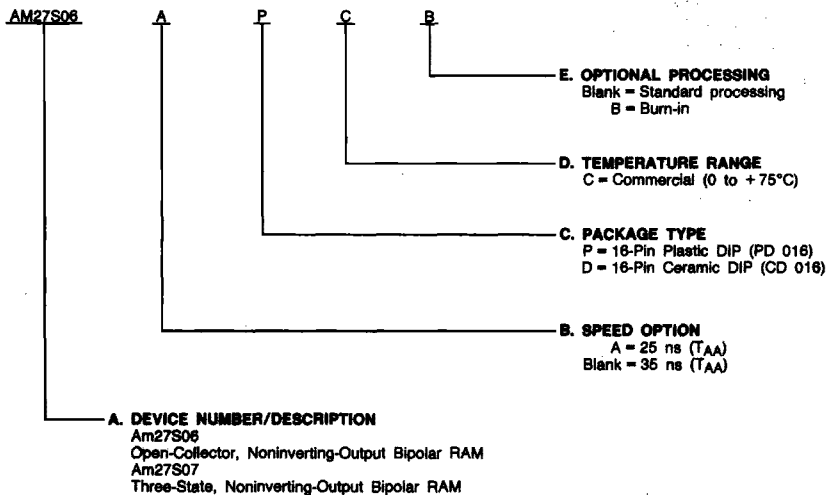 AM27S06 A P C B
E. OPTIONAL PROCESSING
Blank = Standard processing
B = Burn-in
D. TEMPERATURE RANGE
C = Commercial (0 to +75°C)
C. PACKAGE TYPE
P = 16-Pin Plastic DIP (PD 016)
D = 16-Pin Ceramic DIP (CD 016)
B. SPEED OPTION
A = 25 ns (TAA)
Blank = 35 ns (TAA)
A. DEVICE NUMBER/DESCRIPTION
Am27S06
Open-Collector, Noninverting-Output Bipolar RAM
Am27S07
Three-State, Noninverting-Output Bipolar RAM